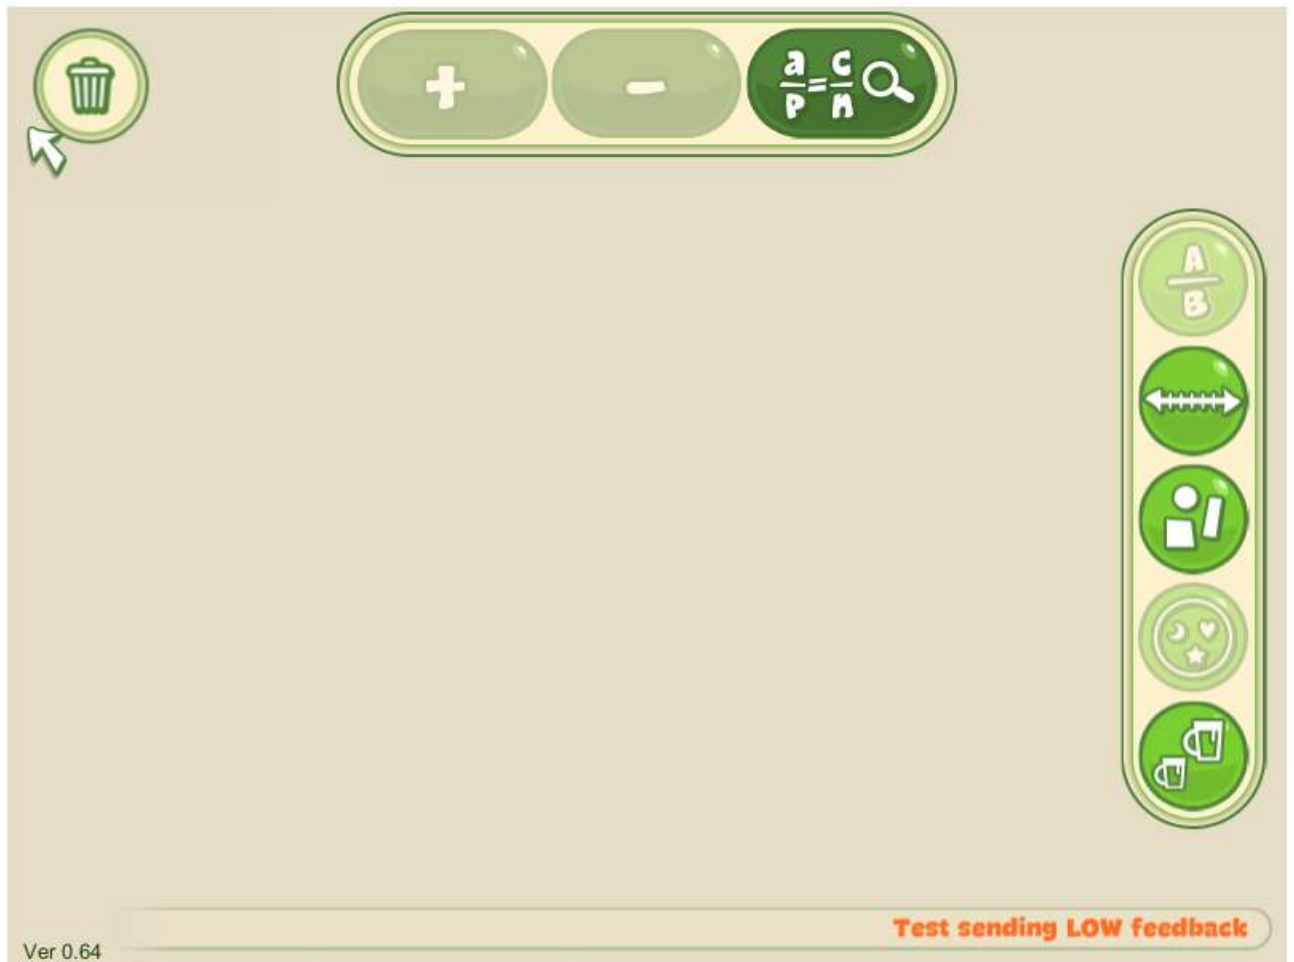 +
-
a/p = c/n
A/B
Test sending LOW feedback
Ver 0.64